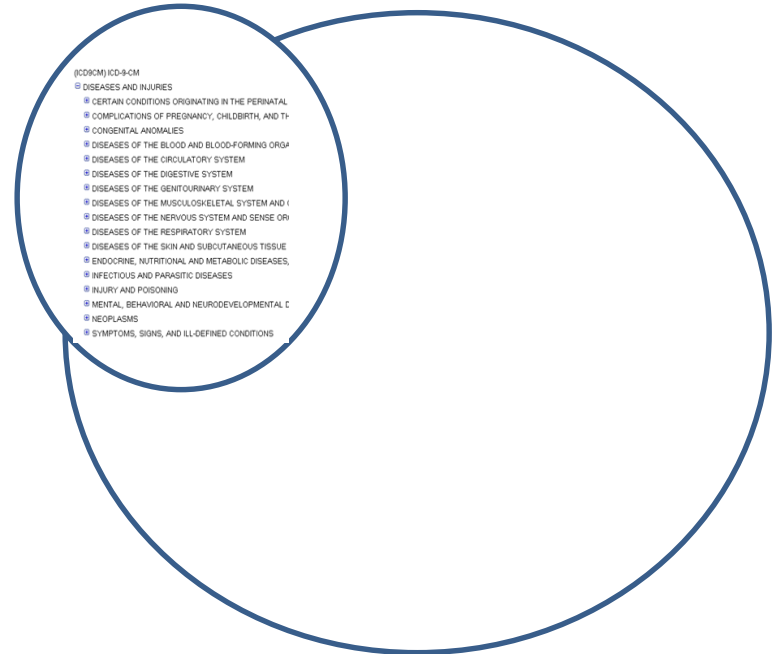 (ICD9CM) ICD-9-CM
DISEASES AND INJURIES
CERTAIN CONDITIONS ORIGINATING IN THE PERINATAL
COMPLICATIONS OF PREGNANCY, CHILDBIRTH, AND TH
CONGENITAL ANOMALIES
DISEASES OF THE BLOOD AND BLOOD-FORMING ORGA
DISEASES OF THE CIRCULATORY SYSTEM
DISEASES OF THE DIGESTIVE SYSTEM
DISEASES OF THE GENITOURINARY SYSTEM
DISEASES OF THE MUSCULOSKELETAL SYSTEM AND
DISEASES OF THE NERVOUS SYSTEM AND SENSE OR
DISEASES OF THE RESPIRATORY SYSTEM
DISEASES OF THE SKIN AND SUBCUTANEOUS TISSUE
ENDOCRINE, NUTRITIONAL AND METABOLIC DISEASES,
INFECTIOUS AND PARASITIC DISEASES
INJURY AND POISONING
MENTAL, BEHAVIORAL AND NEURODEVELOPMENTAL
NEOPLASMS
SYMPTOMS, SIGNS, AND ILL-DEFINED CONDITIONS